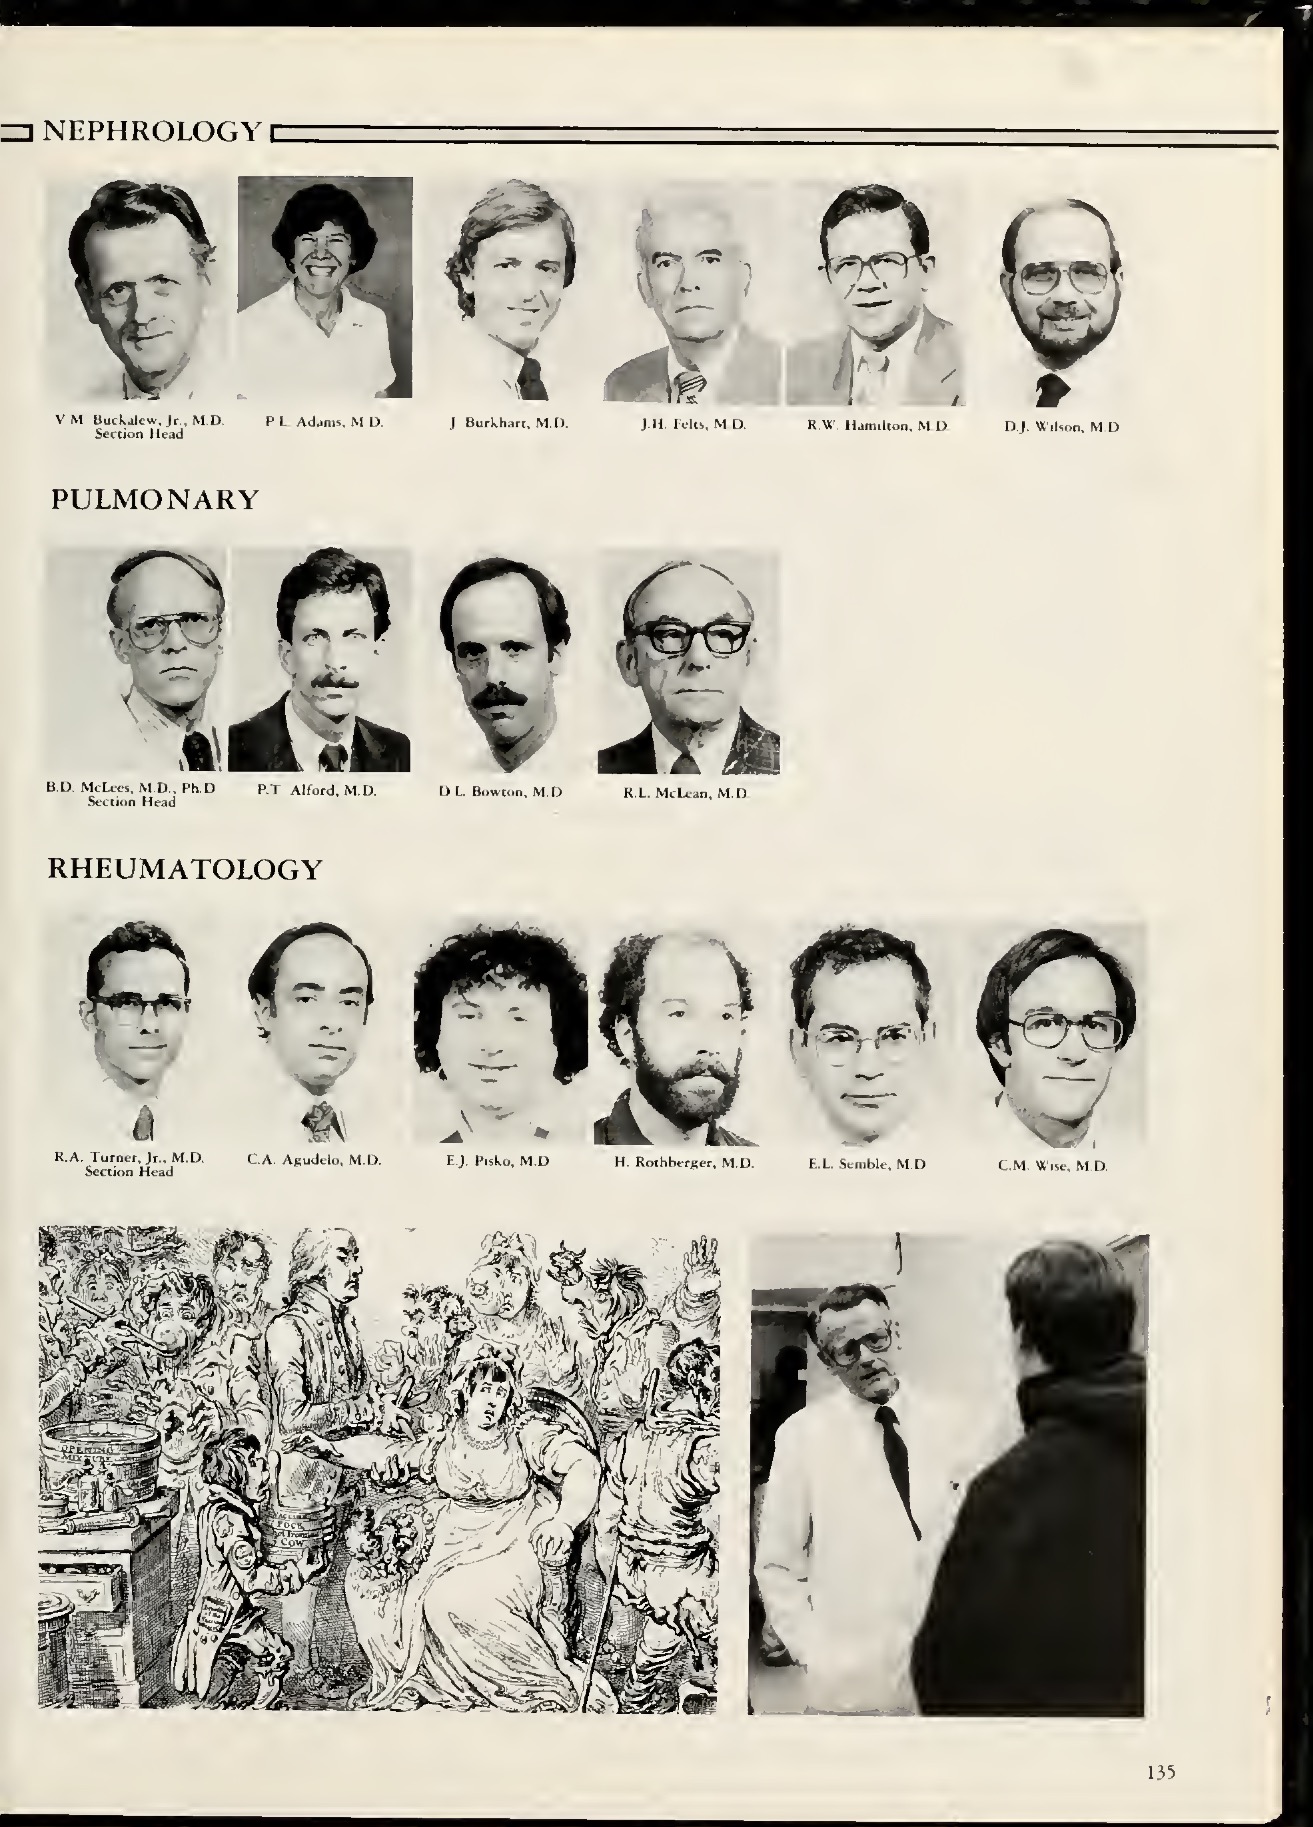 NEPHROLOGY
V M Buckalew, Jr., M.D.
Section Head
P L. Adams, M D.
J Burkhart, M.D.
J.H. Felts, M D.
R.W. Hamilton, M D
D.J. Wilson, M D
PULMONARY
B.D. McLees, M D., Ph.D
Section Head
P.T Alford, M.D.
D L. Bowton, M.D
R.L. McLean, M.D.
RHEUMATOLOGY
R.A. Turner, Jr., M.D.
Section Head
C.A. Agudelo, M.D.
E.J. Pisko, M.D
H. Rothberger, M.D.
E.L. Semble, M.D
C.M. Wise, M D.
OPENING
MIXTURE
POCK
COW
135